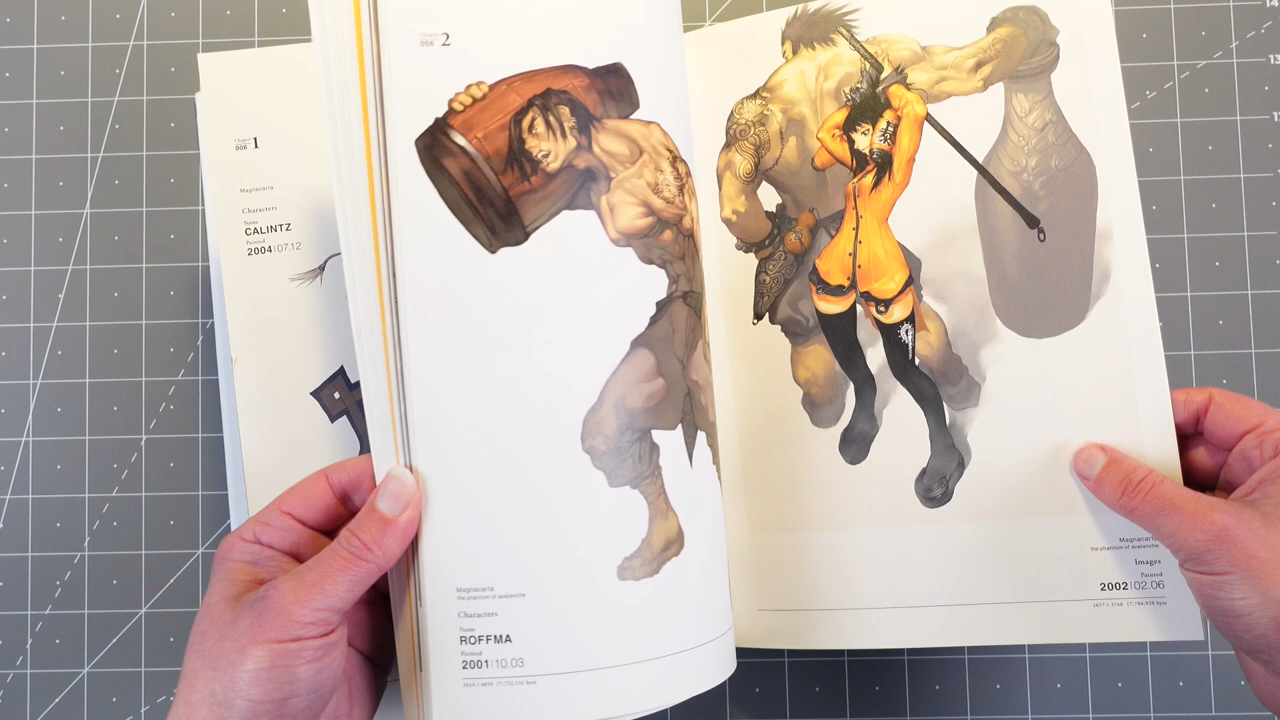 Chapter
006 1
Magnacarta
Characters
Name
CALINTZ
Painted
2004|07.12
Chapter
056 2
Magnacarta
the phantom of avalanche
Characters
Name
ROFFMA
Painted
2001|10.03
Magnacarta
the phantom of avalanche
Images
Painted
2002|02.06